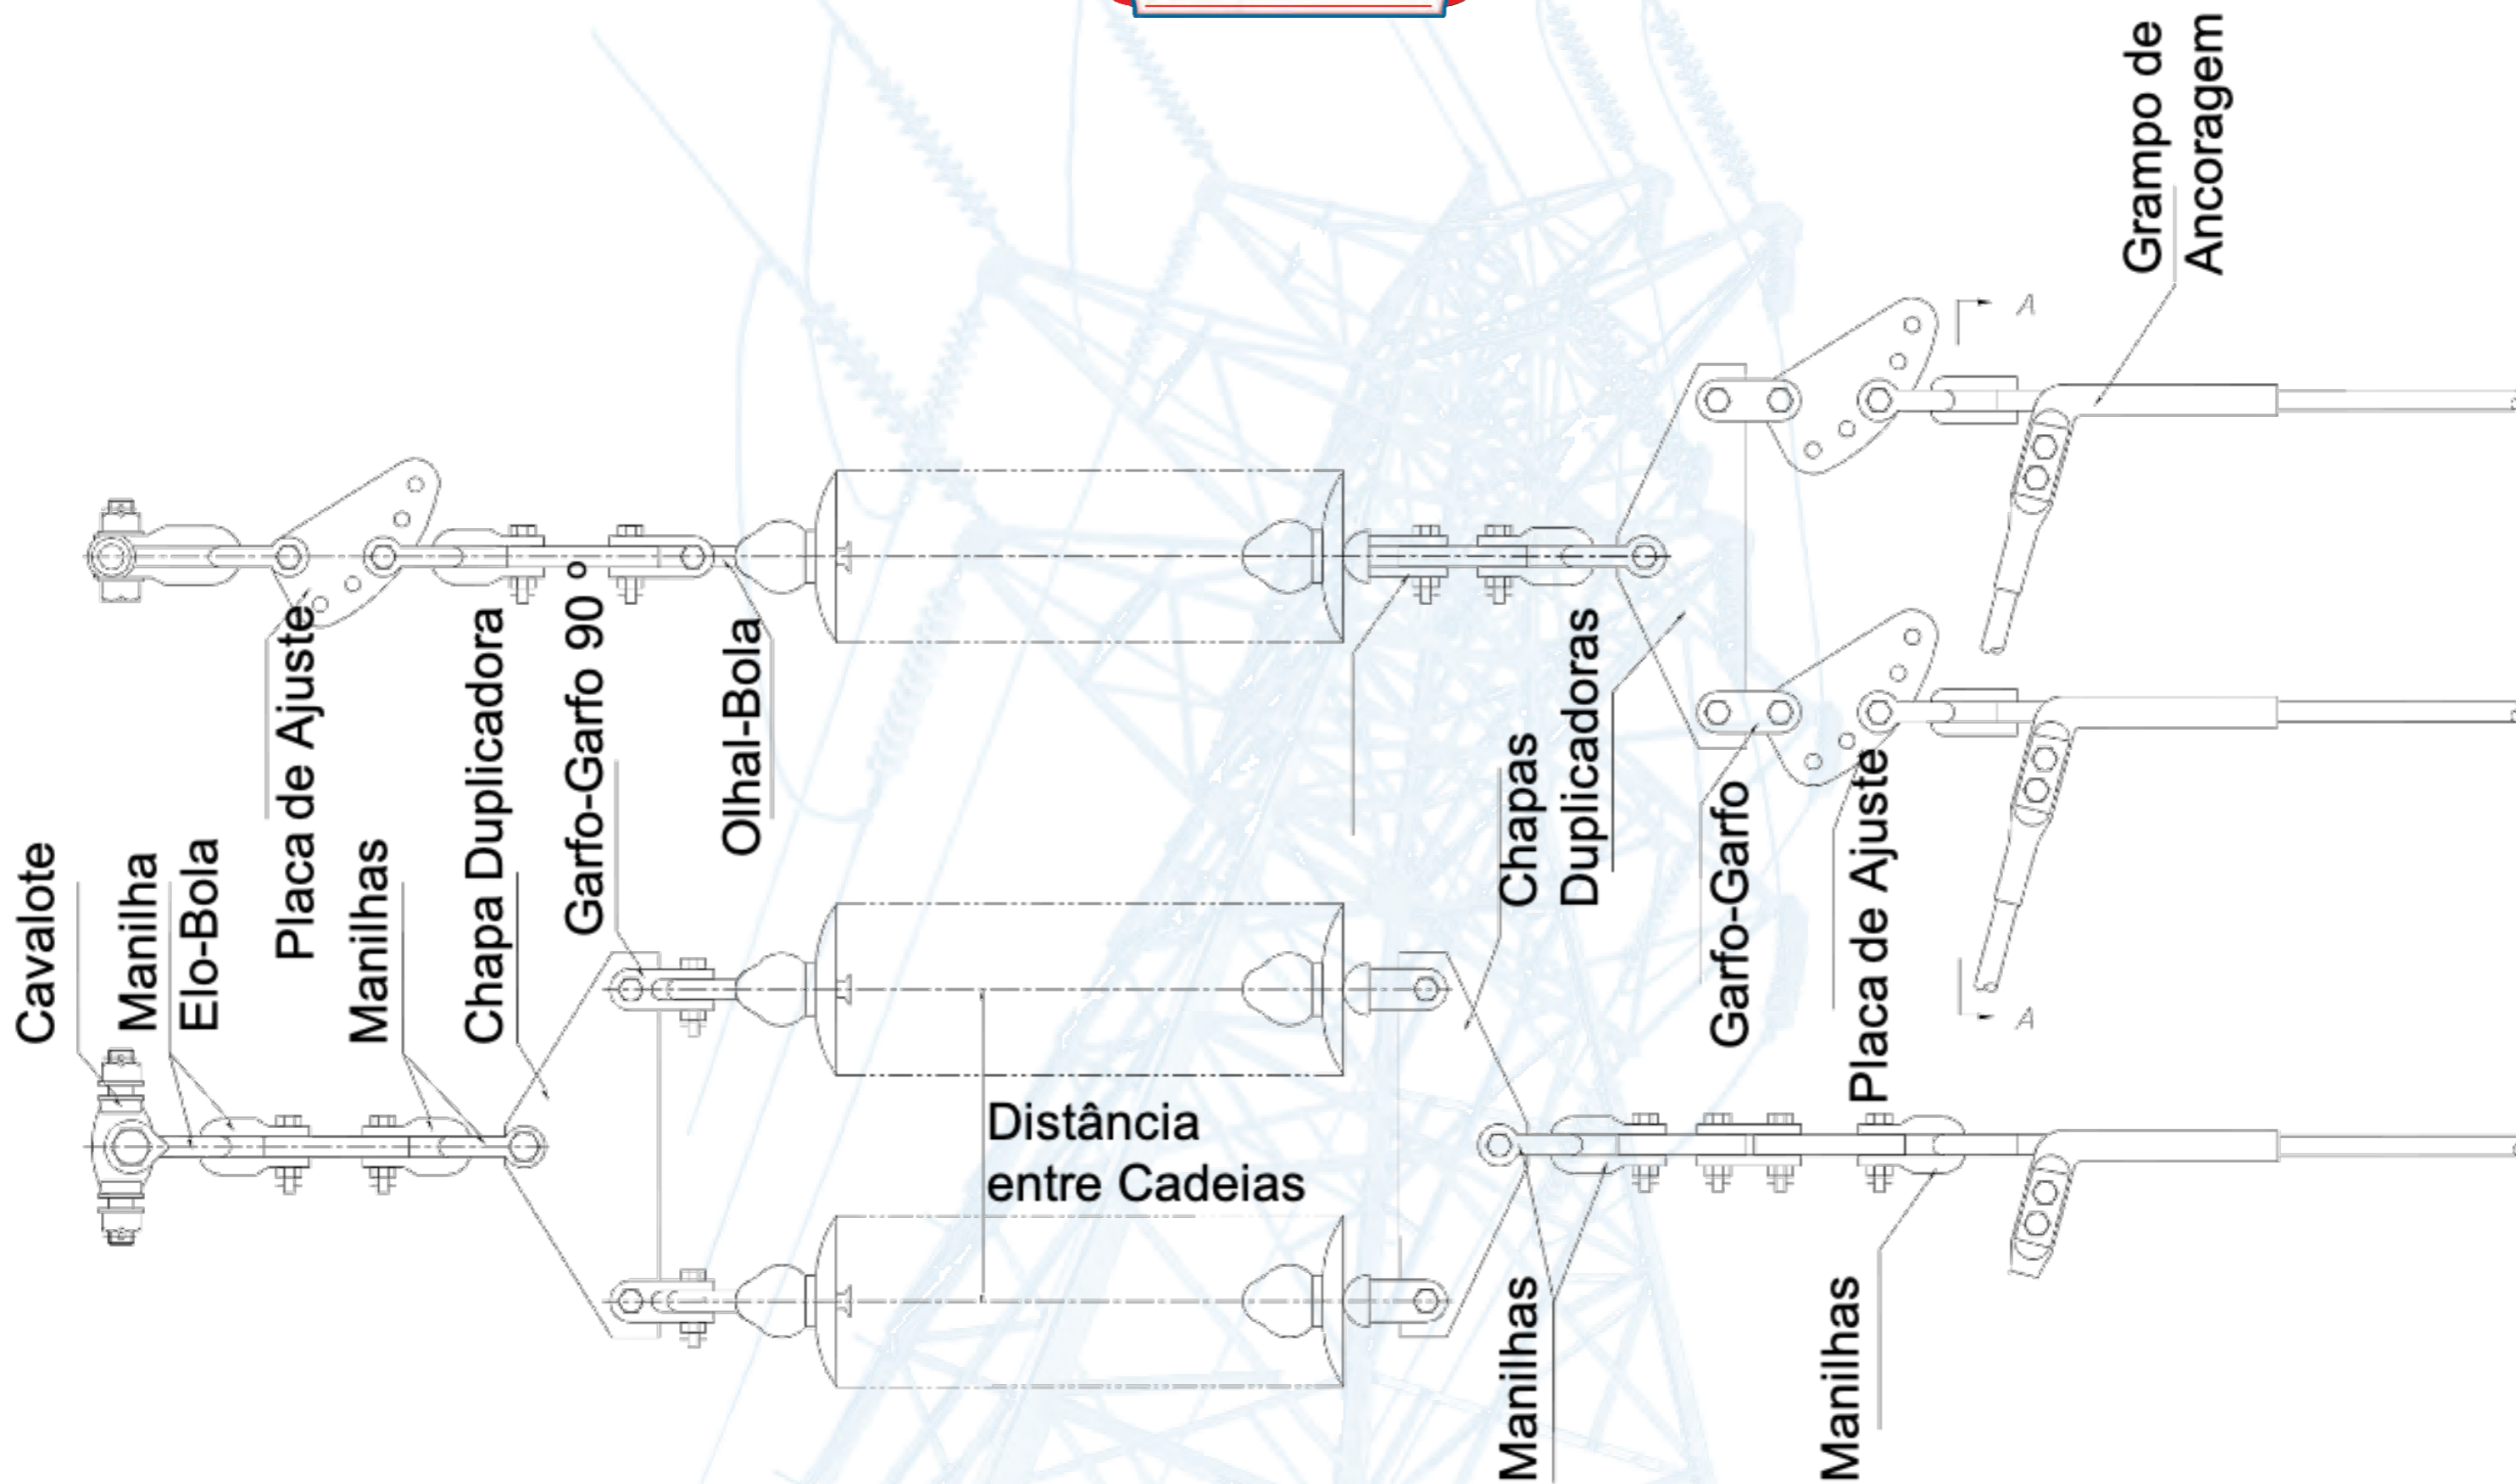 Cavalote
Manilha
Elo-Bola
Placa de Ajuste
Manilhas
Chapa Duplicadora
Garfo-Garfo 90 º
Olhal-Bola
Distância
entre Cadeias
Chapas
Duplicadoras
Manilhas
Garfo-Garfo
Placa de Ajuste
Manilhas
Grampo de
Ancoragem
A
A